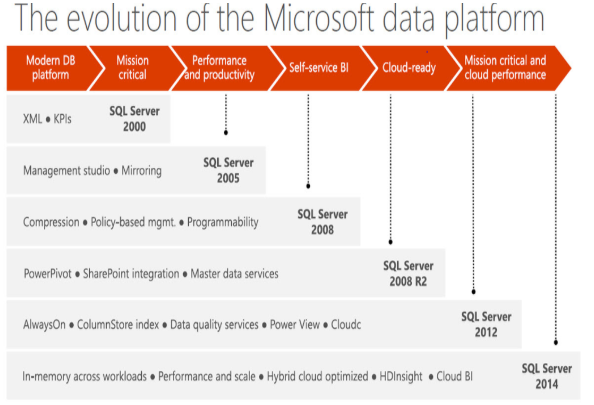 The evolution of the Microsoft data platform
Modern DB
platform
Mission
critical
Performance
and productivity
Self-service BI
Cloud-ready
Mission critical and
cloud performance
XML ● KPIs
SQL Server
2000
Management studio ● Mirroring
SQL Server
2005
Compression ● Policy-based mgmt. ● Programmability
SQL Server
2008
PowerPivot ● SharePoint integration ● Master data services
SQL Server
2008 R2
AlwaysOn ● ColumnStore index ● Data quality services ● Power View ● Cloudc
SQL Server
2012
In-memory across workloads ● Performance and scale ● Hybrid cloud optimized ● HDInsight ● Cloud BI
SQL Server
2014